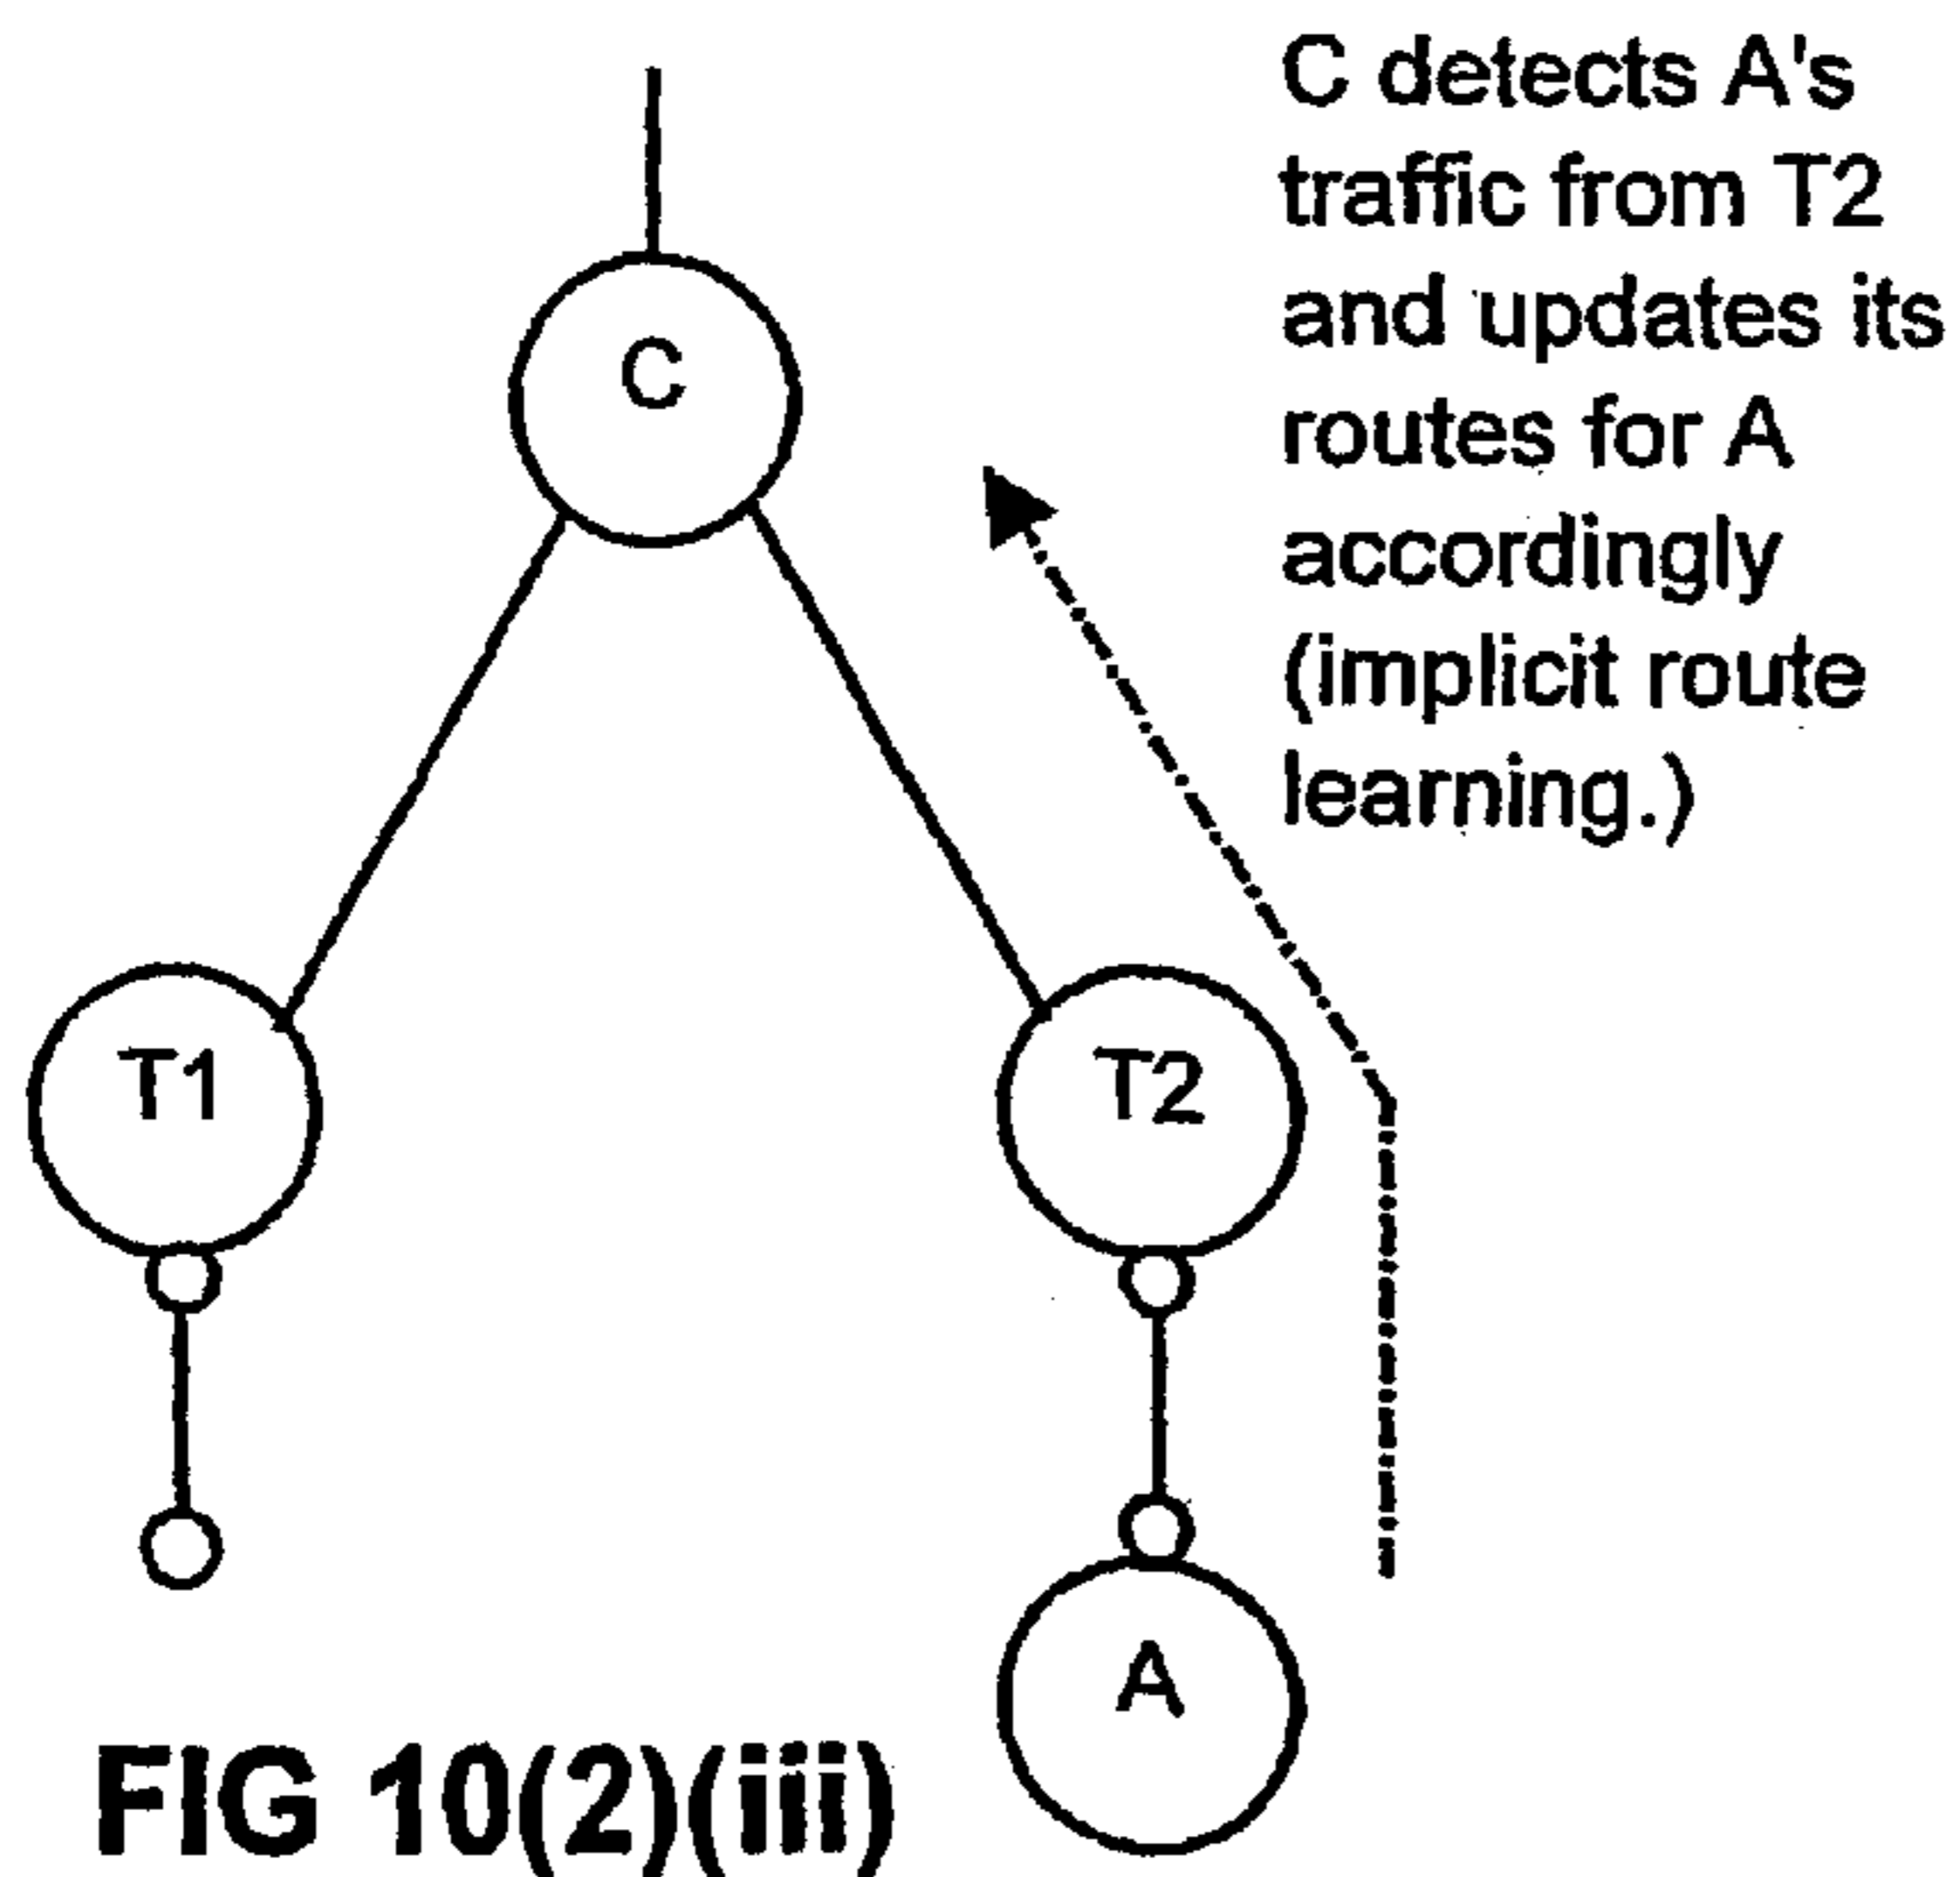 C detects A's
traffic from T2
and updates its
routes for A
accordingly
(implicit route
learning.)
C
T1
T2
A
FIG 10(2)(iii)